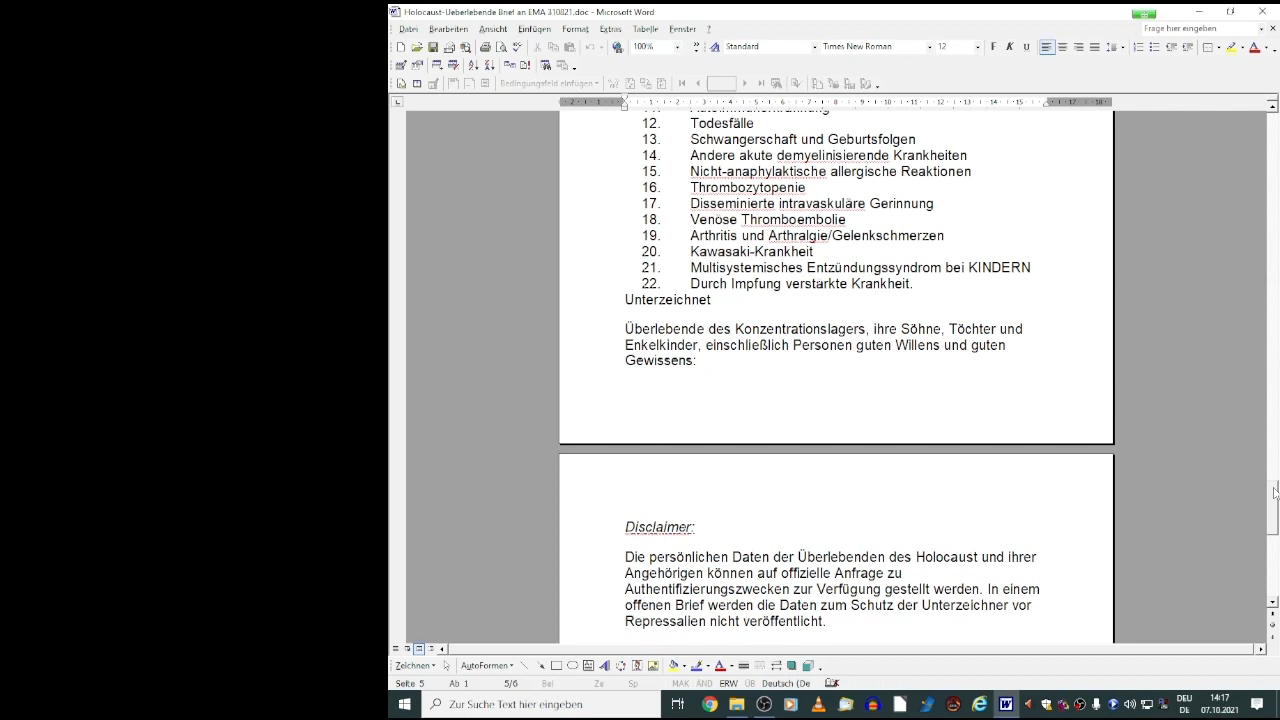 Holocaust-Ueberlebende Brief an EMA 310821.doc - Microsoft Word
Datei Bearbeiten Ansicht Einfügen Format Extras Tabelle Fenster ?
Frage hier eingeben
100% Standard Times New Roman 12 F K U
Bedingungsfeld einfügen
12. Todesfälle
13. Schwangerschaft und Geburtsfolgen
14. Andere akute demyelinisierende Krankheiten
15. Nicht-anaphylaktische allergische Reaktionen
16. Thrombozytopenie
17. Disseminierte intravaskuläre Gerinnung
18. Venöse Thromboembolie
19. Arthritis und Arthralgie/Gelenkschmerzen
20. Kawasaki-Krankheit
21. Multisystemisches Entzündungssyndrom bei KINDERN
22. Durch Impfung verstärkte Krankheit.
Unterzeichnet
Überlebende des Konzentrationslagers, ihre Söhne, Töchter und
Enkelkinder, einschließlich Personen guten Willens und guten
Gewissens:
Disclaimer:
Die persönlichen Daten der Überlebenden des Holocaust und ihrer
Angehörigen können auf offizielle Anfrage zu
Authentifizierungszwecken zur Verfügung gestellt werden. In einem
offenen Brief werden die Daten zum Schutz der Unterzeichner vor
Repressalien nicht veröffentlicht.
Zeichnen AutoFormen
Seite 5 Ab 1 5/6 Bei Ze Sp MAK ÄND ERW ÜB Deutsch (De
Zur Suche Text hier eingeben
DEU 14:17
DE 07.10.2021